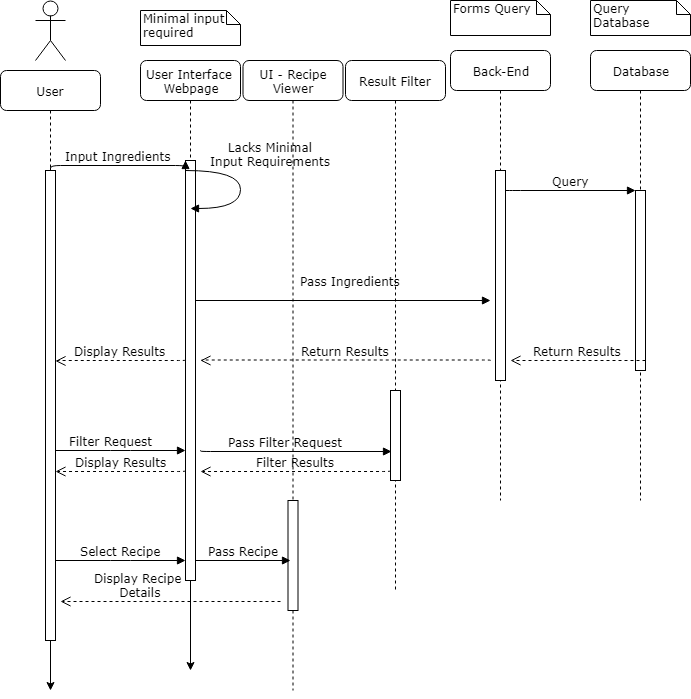 Minimal input
required
Forms Query
Query
Database
User
User Interface
Webpage
UI - Recipe
Viewer
Result Filter
Back-End
Database
Input Ingredients
Lacks Minimal
Input Requirements
Query
Pass Ingredients
Display Results
Return Results
Return Results
Filter Request
Pass Filter Request
Display Results
Filter Results
Select Recipe
Pass Recipe
Display Recipe
Details